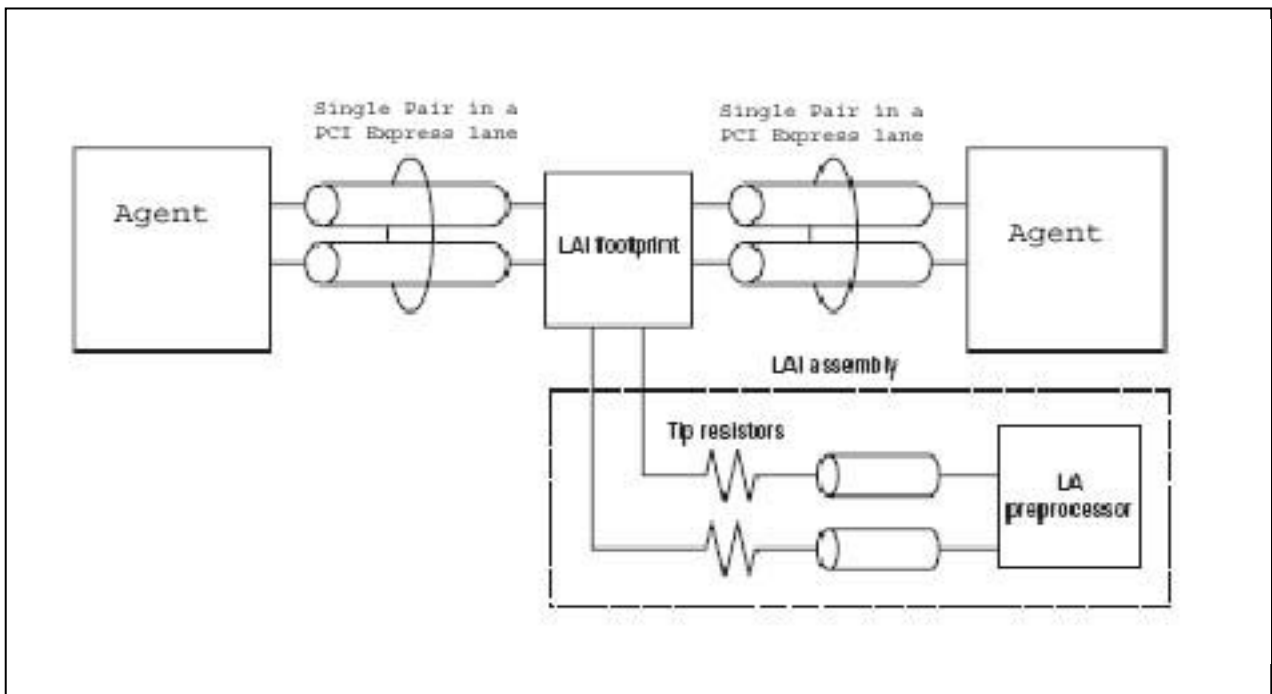 Single Pair in a
PCI Express lane
Single Pair in a
PCI Express lane
Agent
LAI footprint
Agent
LAI assembly
Tip resistors
LA
preprocessor